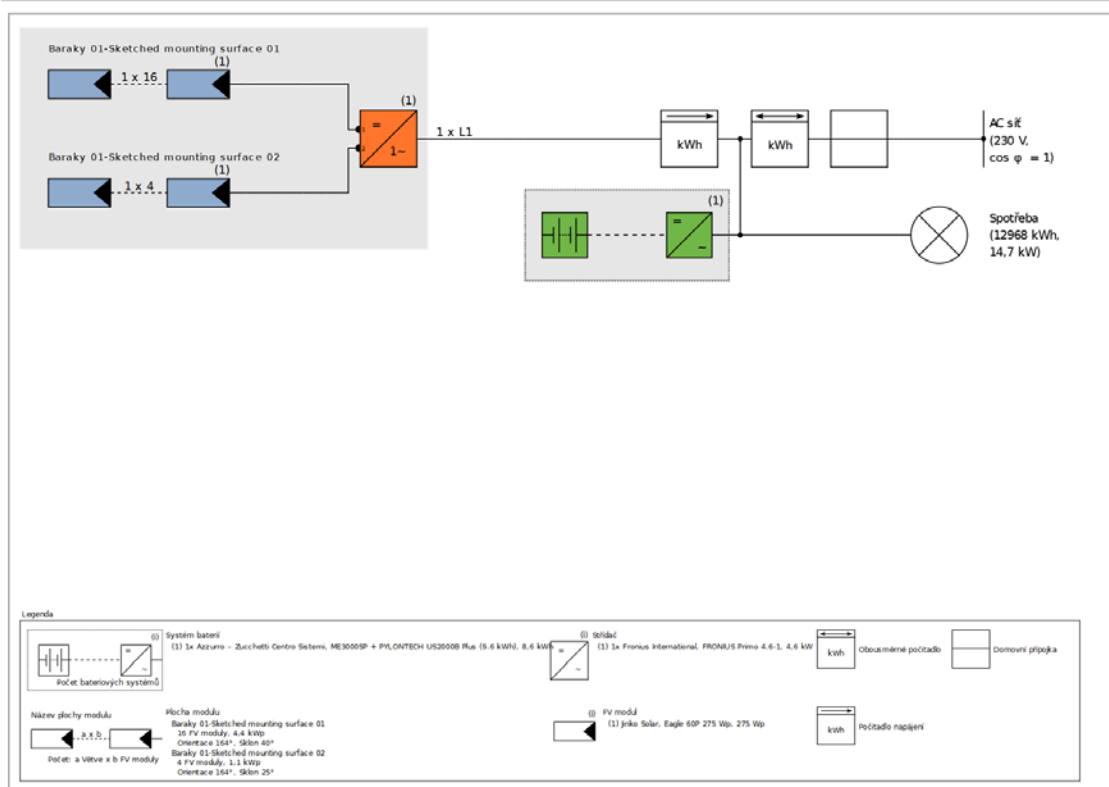 Baraky 01-Sketched mounting surface 01
(1)
1 x 16
(1)
=
1
2
1~
1 x L1
kWh
kWh
AC síť
(230 V,
cos φ = 1)
Baraky 01-Sketched mounting surface 02
(1)
1 x 4
(1)
=
~
Spotřeba
(12968 kWh,
14,7 kW)
Legenda
(i)
Systém baterií
(1) 1x Azzurro - Zucchetti Centro Sistemi, ME3000SP + PYLONTECH US2000B Plus (6.6 kWh), 8,6 kWh
=
~
Počet bateriových systémů
(i) Střídač
(1) 1x Fronius International, FRONIUS Primo 4.6-1, 4,6 kW
=
~
kWh
Obousměrné počítadlo
Domovní přípojka
Název plochy modulu
a x b
Počet: a Větve x b FV moduly
Plocha modulu
Baraky 01-Sketched mounting surface 01
16 FV moduly, 4,4 kWp
Orientace 164°, Sklon 40°
Baraky 01-Sketched mounting surface 02
4 FV moduly, 1,1 kWp
Orientace 164°, Sklon 25°
(i) FV modul
(1) Jinko Solar, Eagle 60P 275 Wp, 275 Wp
kWh
Počítadlo napájení